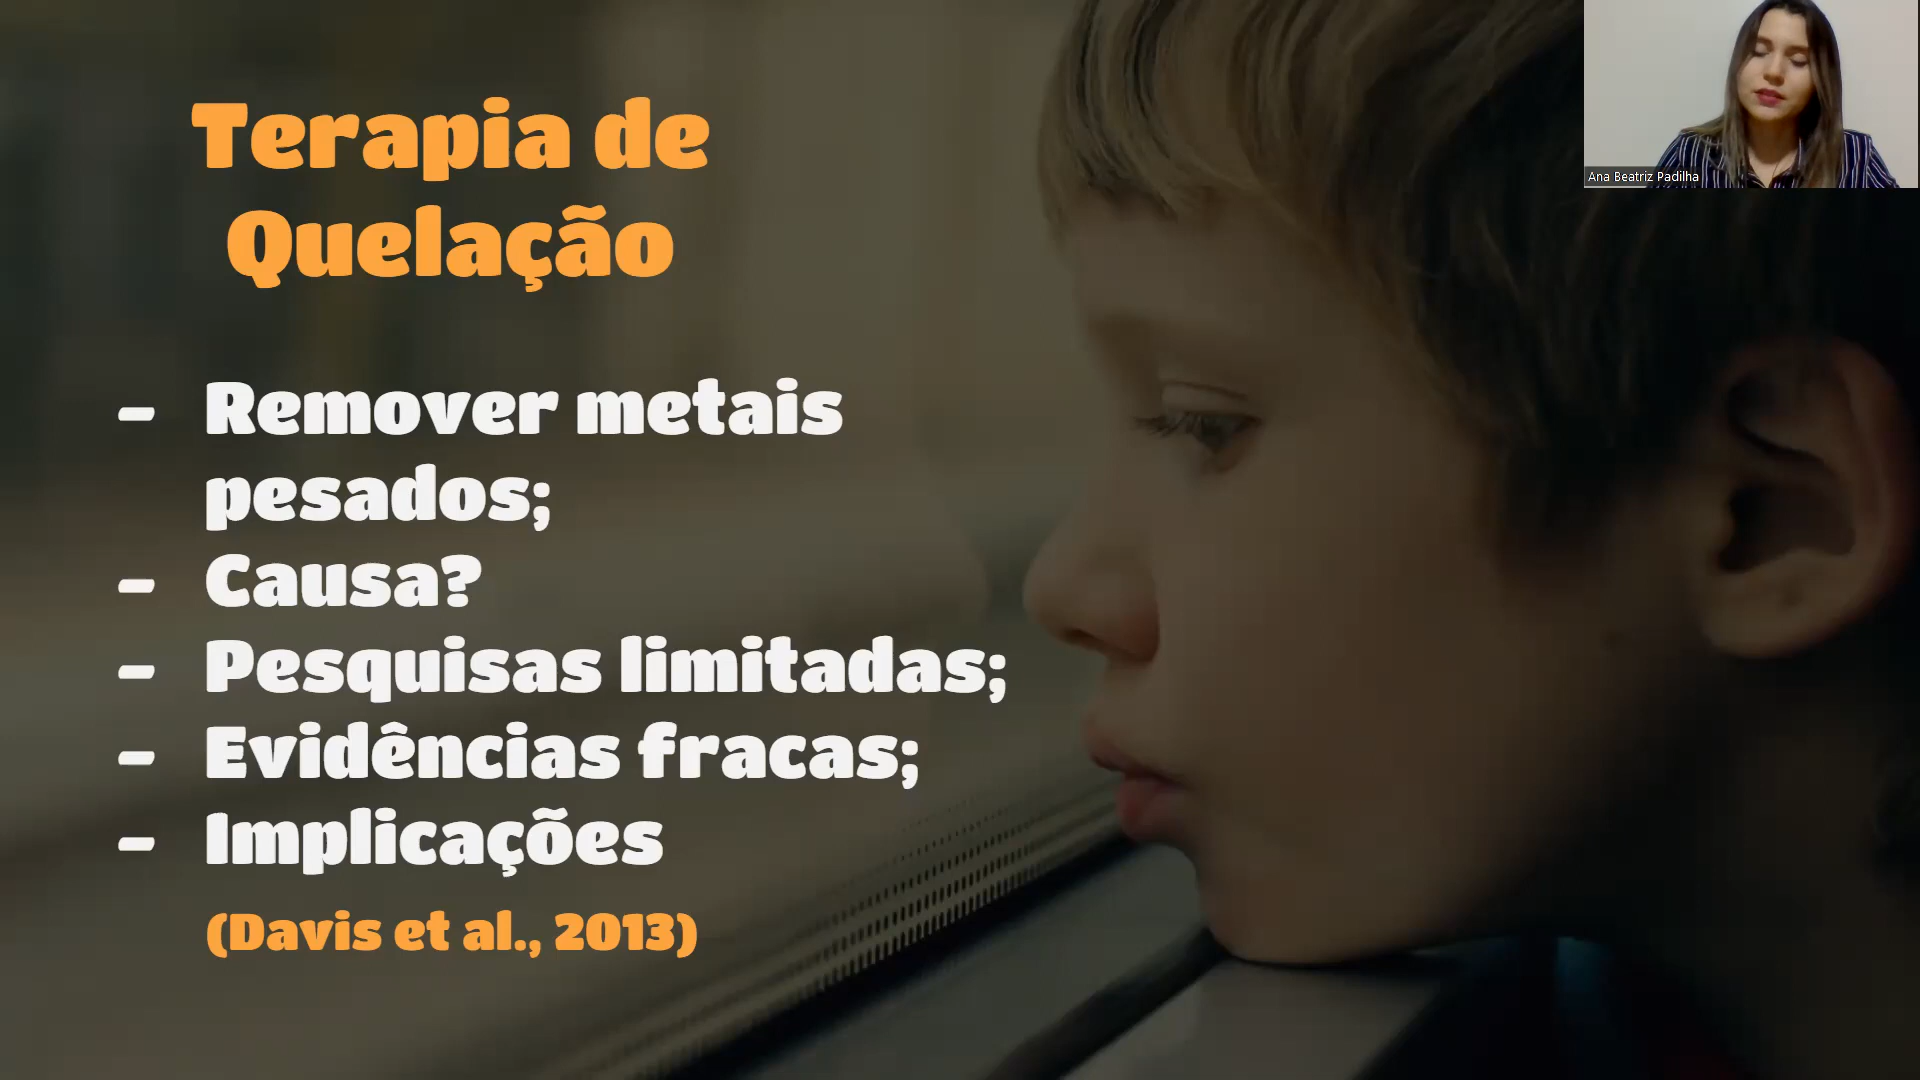 Terapia de
Quelação
- Remover metais
pesados;
- Causa?
- Pesquisas limitadas;
- Evidências fracas;
- Implicações
(Davis et al., 2013)
Ana Beatriz Padilha